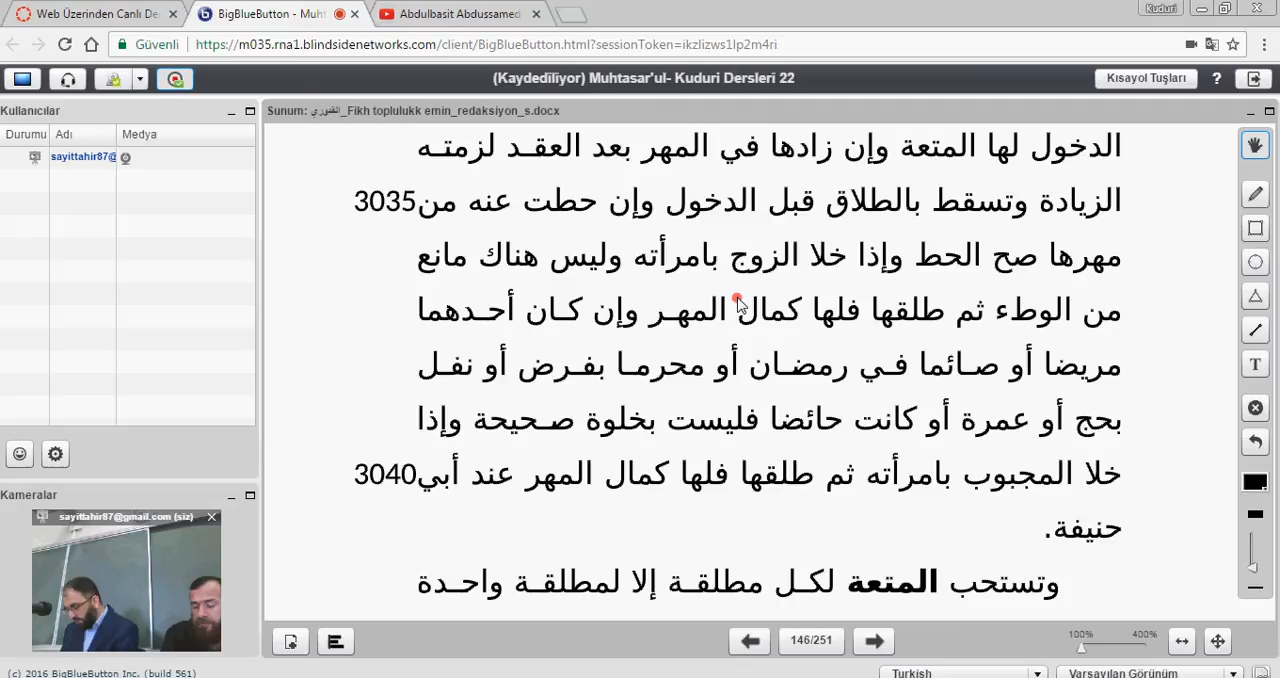 Web Üzerinden Canlı De
BigBlueButton - Muht
Abdulbasit Abdussamed
Kuduri
Güvenli
https://m035.rna1.blindsidenetworks.com/client/BigBlueButton.html?sessionToken=ikzlizws1lp2m4ri
(Kaydediliyor) Muhtasar'ul- Kuduri Dersleri 22
Kısayol Tuşları
?
Kullanıcılar
Durumu Adı Medya
sayittahir87@
Sunum: القدوري_Fikh toplulukk emin_redaksiyon_s.docx
الدخول لها المتعة وإن زادها في المهر بعد العقد لزمته
الزيادة وتسقط بالطلاق قبل الدخول وإن حطت عنه من3035
مهرها صح الحط وإذا خلا الزوج بامرأته وليس هناك مانع
من الوطء ثم طلقها فلها كمال المهر وإن كان أحدهما
مريضا أو صائما في رمضان أو محرما بفرض أو نفل
بحج أو عمرة أو كانت حائضا فليست بخلوة صحيحة وإذا
خلا المجبوب بامرأته ثم طلقها فلها كمال المهر عند أبي3040
حنيفة.
وتستحب المتعة لكل مطلقة إلا لمطلقة واحدة
T
Kameralar
sayittahir87@gmail.com (siz)
146/251
100% 400%
(c) 2016 BigBlueButton Inc. (build 561)
Turkish
Varsayılan Görünüm